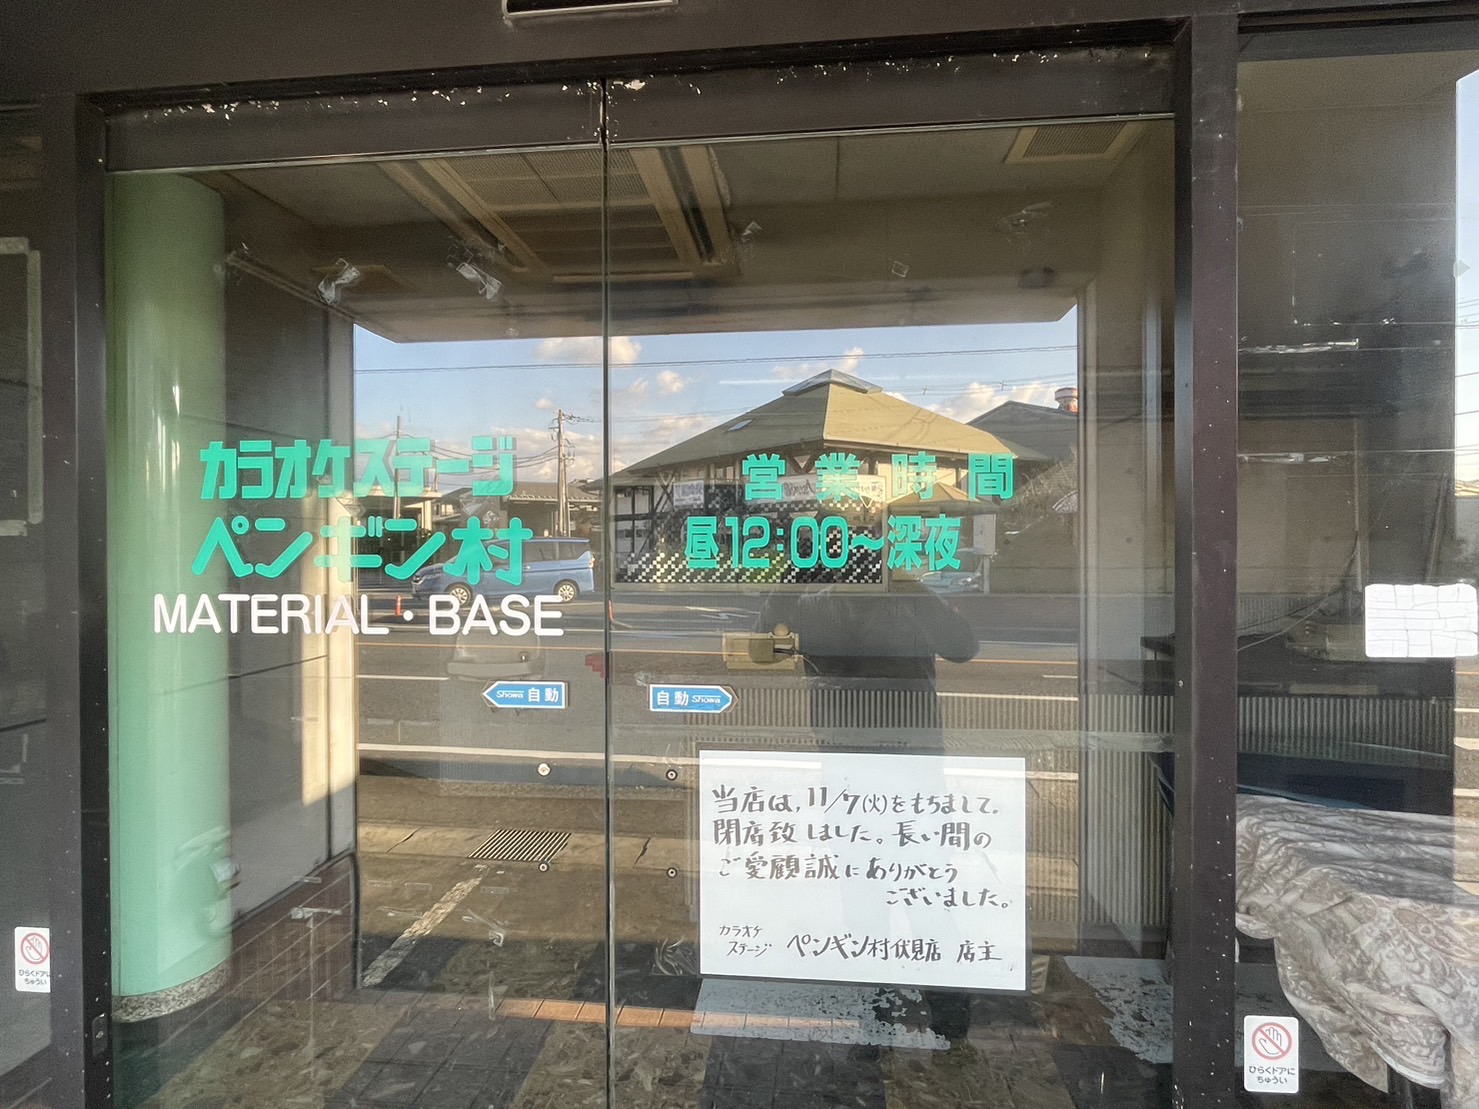 カラオケステージ
ペンギン村
MATERIAL・BASE
営業時間
昼12:00～深夜
Showa 自動
自動 Showa
当店は、11/7(火)をもちまして、
閉店致しました。長い間の
ご愛顧誠にありがとう
ございました。
カラオケ
ステージ ペンギン村伏見店 店主
ひらくドアに
ちゅうい
ひらくドアに
ちゅうい